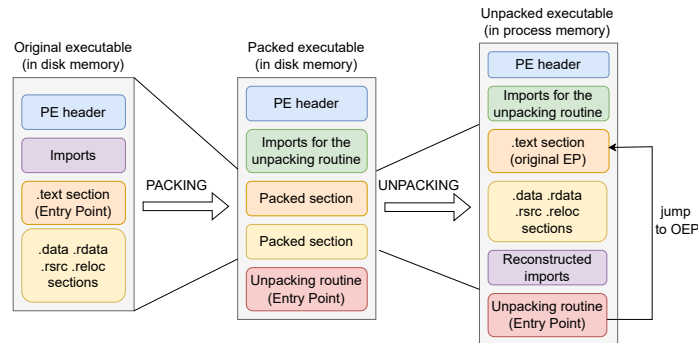 Original executable
(in disk memory)
PE header
Imports
.text section
(Entry Point)
.data .rdata
.rsrc .reloc
sections
PACKING
Packed executable
(in disk memory)
PE header
Imports for the
unpacking routine
Packed section
Packed section
Unpacking routine
(Entry Point)
UNPACKING
Unpacked executable
(in process memory)
PE header
Imports for the
unpacking routine
.text section
(original EP)
.data .rdata
.rsrc .reloc
sections
Reconstructed
imports
Unpacking routine
(Entry Point)
jump
to OEP